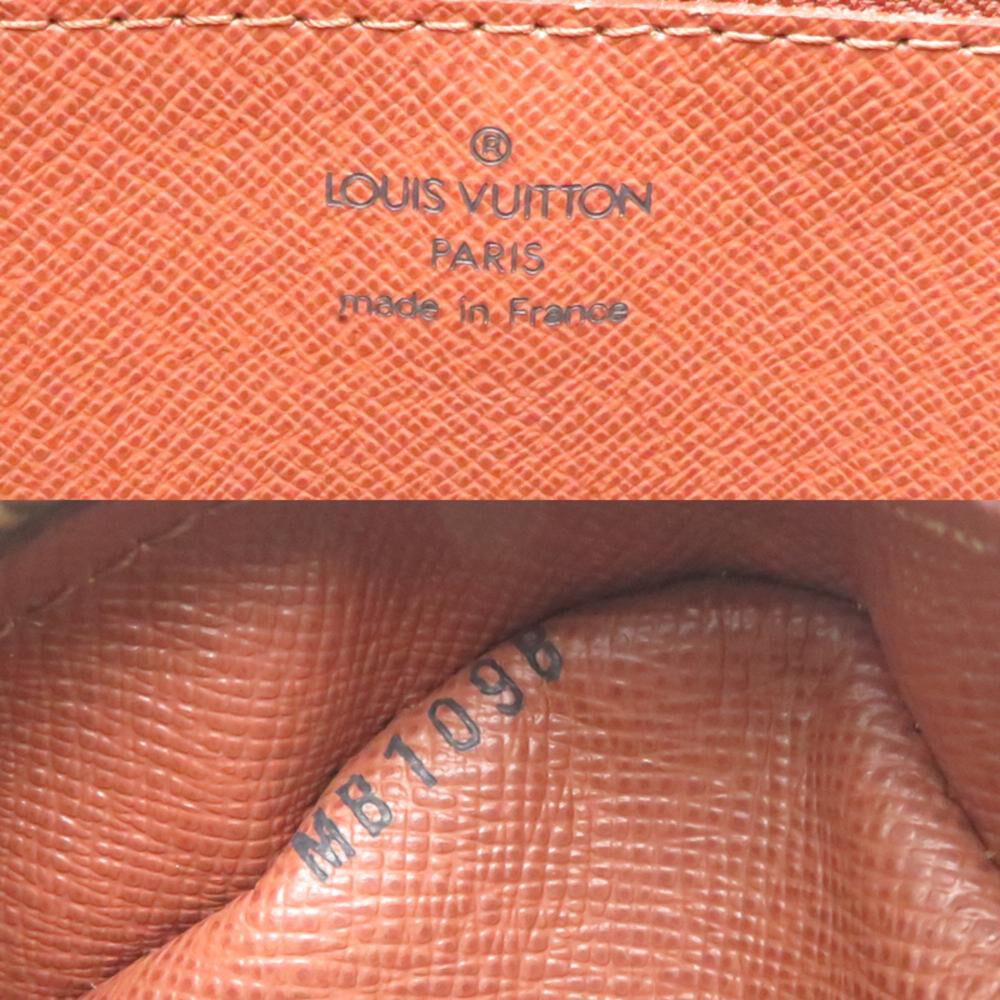 ®
LOUIS VUITTON
PARIS
made in France
MB1098